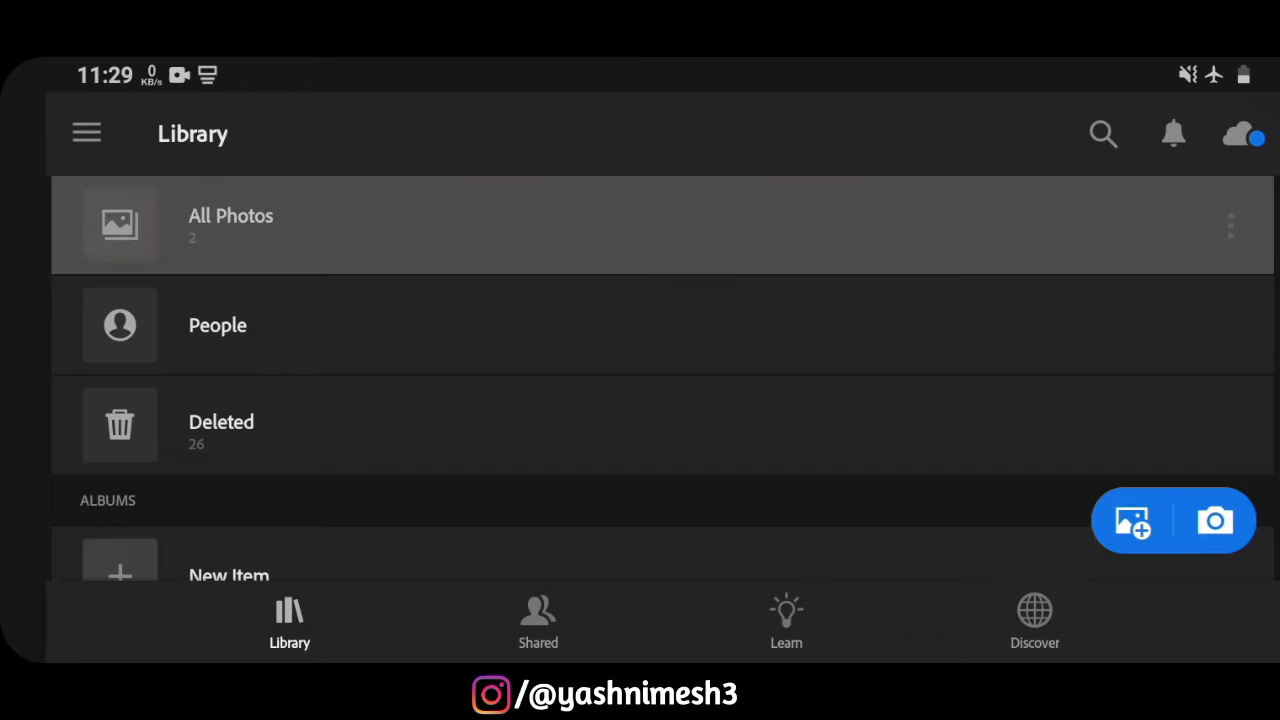 11:29 0 KB/s
Library
All Photos
2
People
Deleted
26
ALBUMS
New Item
Library Shared Learn Discover
/@yashnimesh3